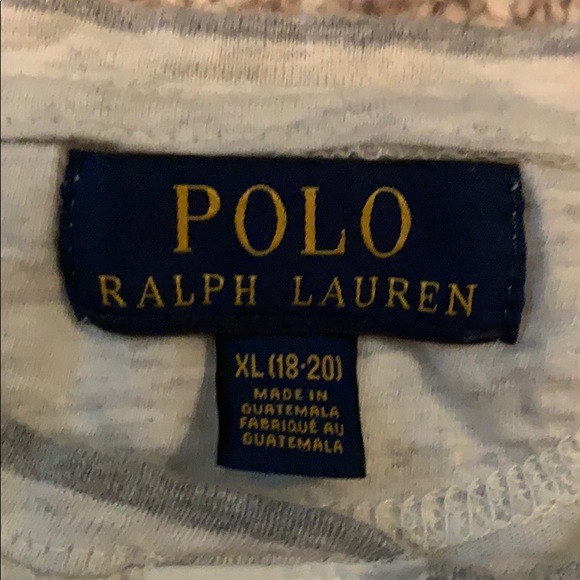 POLO
RALPH LAUREN
XL (18-20)
MADE IN
GUATEMALA
FABRIQUÉ AU
GUATEMALA